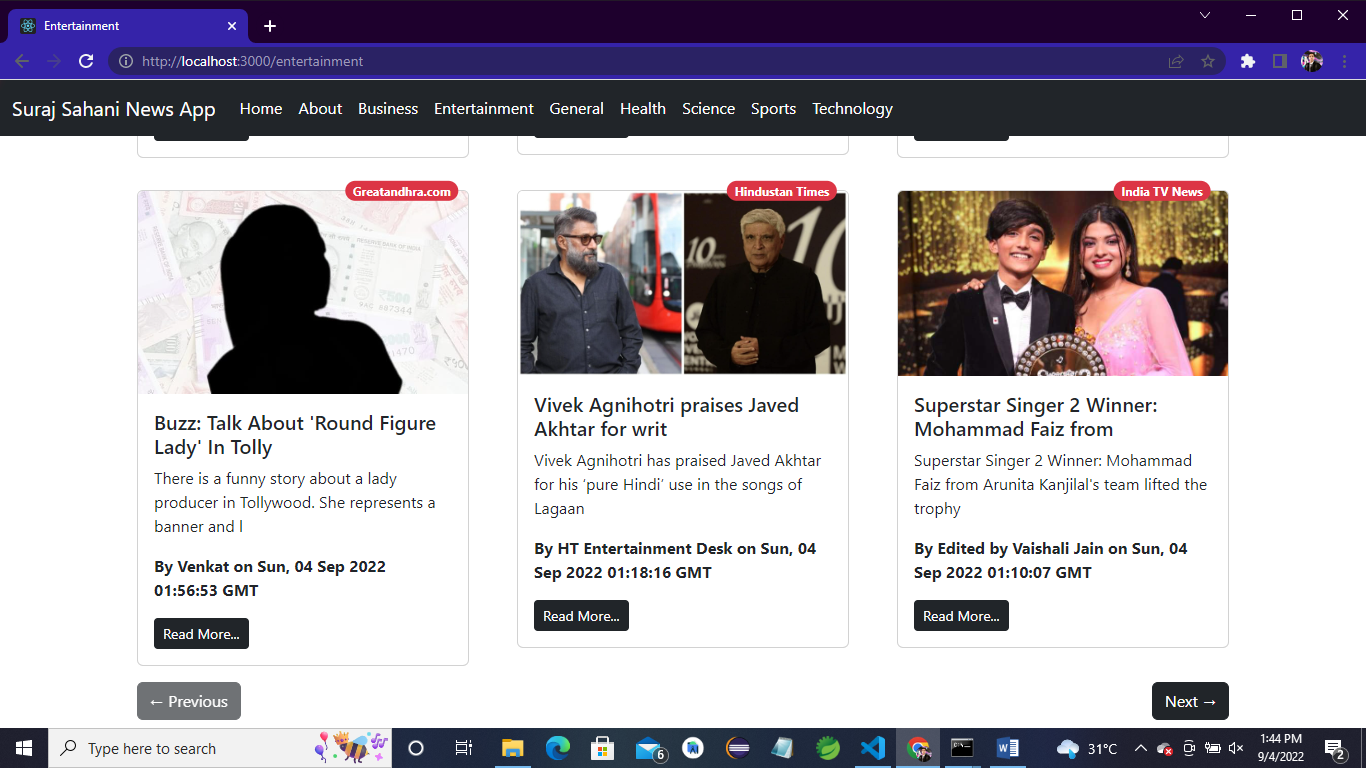 Entertainment
http://localhost:3000/entertainment
Suraj Sahani News App Home About Business Entertainment General Health Science Sports Technology
Greatandhra.com
RESERVE BANK OF INDIA
Buzz: Talk About 'Round Figure
Lady' In Tolly
There is a funny story about a lady
producer in Tollywood. She represents a
banner and l
By Venkat on Sun, 04 Sep 2022
01:56:53 GMT
Read More...
Hindustan Times
10
Vivek Agnihotri praises Javed
Akhtar for writ
Vivek Agnihotri has praised Javed Akhtar
for his ‘pure Hindi’ use in the songs of
Lagaan
By HT Entertainment Desk on Sun, 04
Sep 2022 01:18:16 GMT
Read More...
India TV News
Superstar Singer 2 Winner:
Mohammad Faiz from
Superstar Singer 2 Winner: Mohammad
Faiz from Arunita Kanjilal's team lifted the
trophy
By Edited by Vaishali Jain on Sun, 04
Sep 2022 01:10:07 GMT
Read More...
← Previous
Next →
Type here to search
6
31°C
1:44 PM
9/4/2022
2